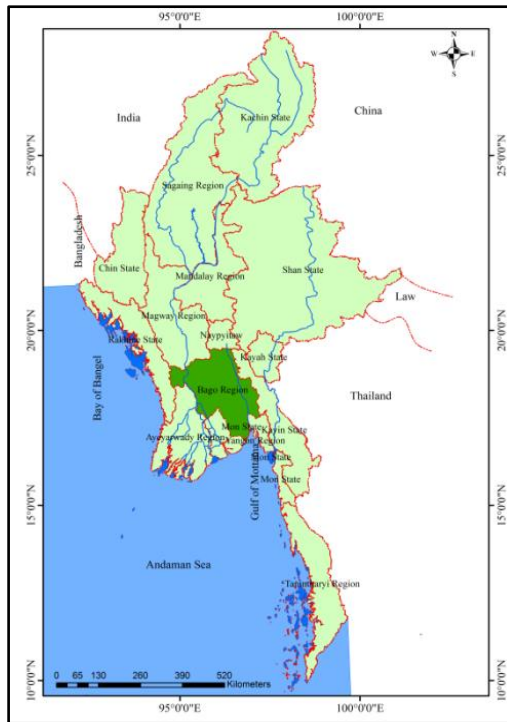 95°0'0"E
100°0'0"E
N
W
E
S
India
China
Kachin State
25°0'0"N
25°0'0"N
Sagaing Region
Bangladesh
Chin State
Mandalay Region
Shan State
Law
Magway Region
20°0'0"N
20°0'0"N
Rakhine State
Naypyitaw
Kayah State
Bay of Bangel
Bago Region
Thailand
Mon State
Kayin State
Ayeyarwady Region
Yangon Region
Mon State
Gulf of Mottama
Mon State
15°0'0"N
15°0'0"N
Andaman Sea
Tanintharyi Region
0 65 130 260 390 520
Kilometers
10°0'0"N
10°0'0"N
95°0'0"E
100°0'0"E